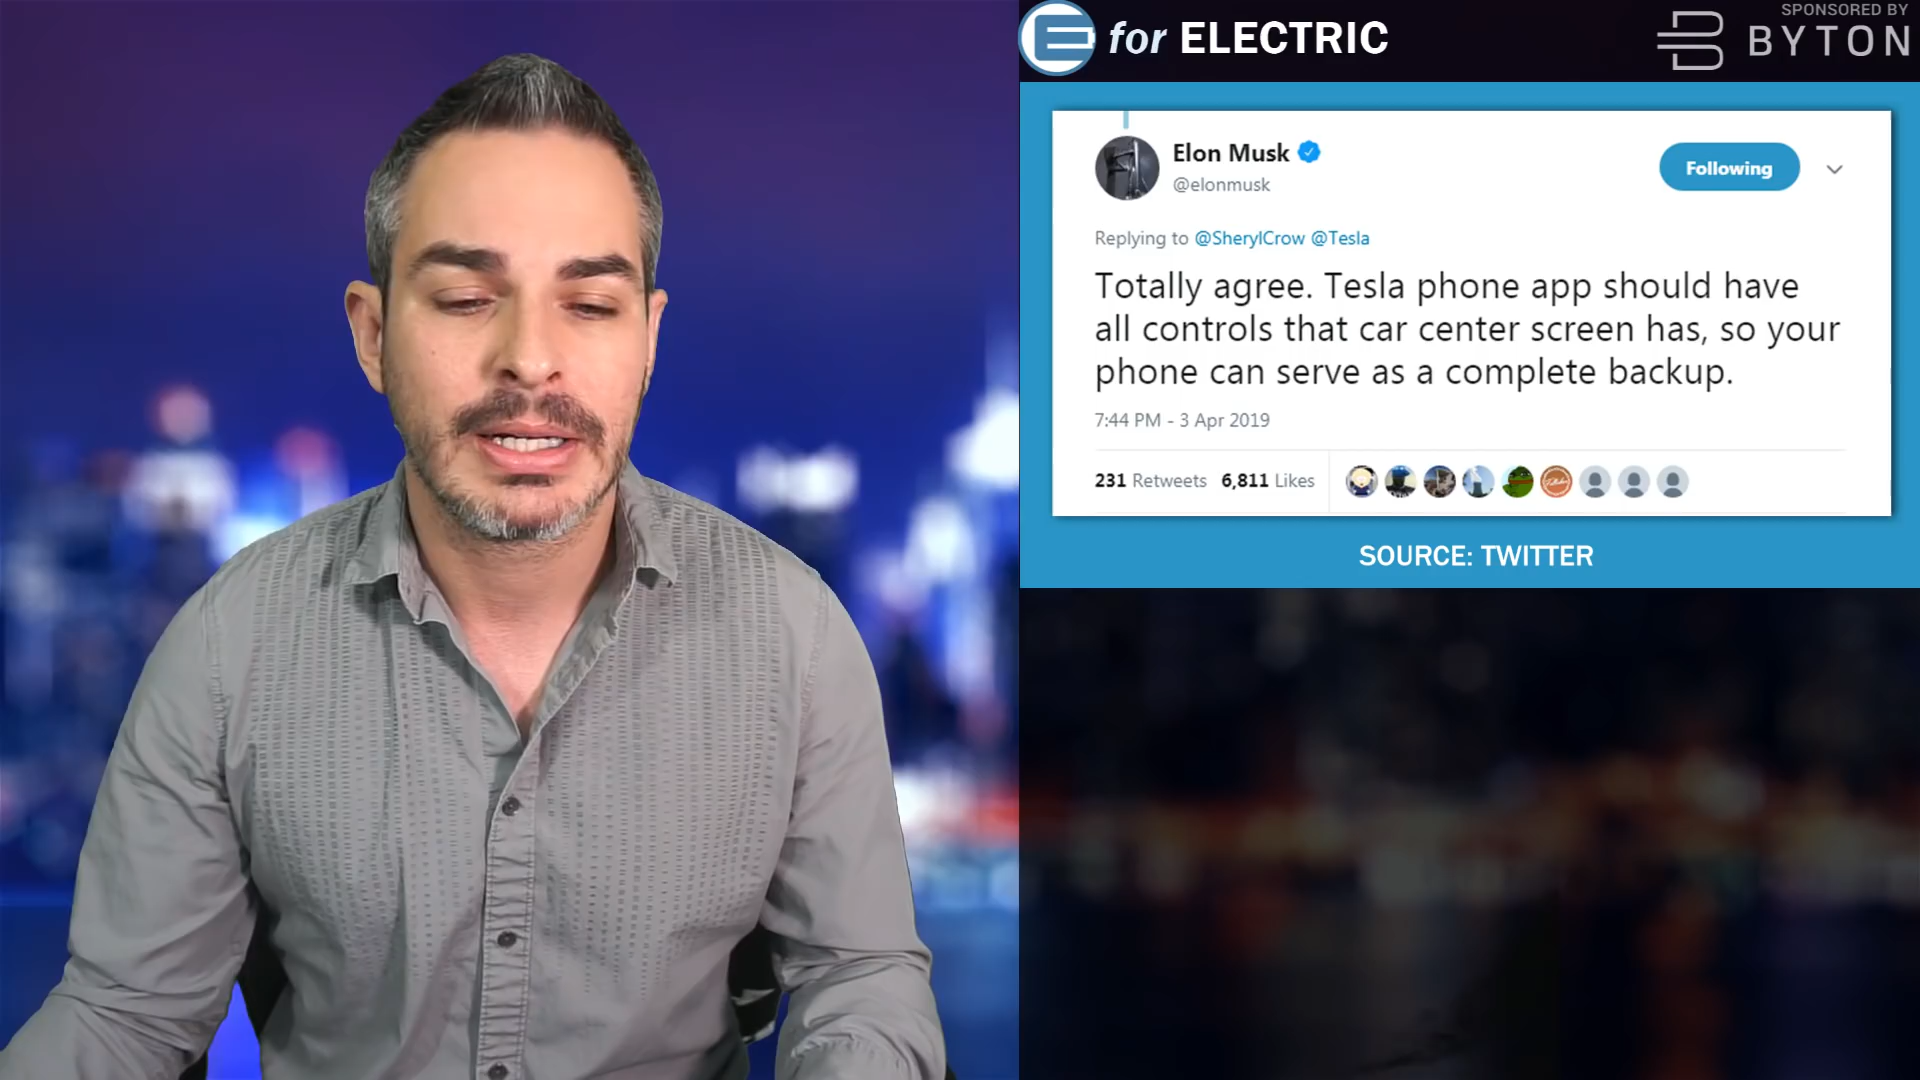 for ELECTRIC
SPONSORED BY
BYTON
Elon Musk
@elonmusk
Following
Replying to @SherylCrow @Tesla
Totally agree. Tesla phone app should have
all controls that car center screen has, so your
phone can serve as a complete backup.
7:44 PM - 3 Apr 2019
231 Retweets 6,811 Likes
SOURCE: TWITTER